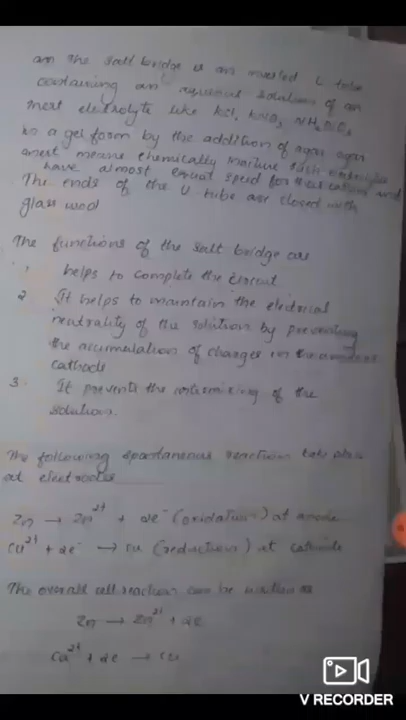 an the salt bridge is an inverted U tube
containing an aqueous solution of an
inert electrolyte like KCl, KNO3, NH4NO3
in a gel form by the addition of agar agar
inert means chemically inactive
have almost equal speed for their cations and
The ends of the U tube are closed with
glass wool
The functions of the salt bridge are
1 helps to complete the circuit
2 It helps to maintain the electrical
neutrality of the solution by preventing
the accumulation of charges in the
cathode
3. It prevents the intermixing of the
solutions.
The following spontaneous reactions take place
at electrodes
Zn → Zn2+ + 2e- (oxidation) at anode
Cu2+ + 2e- → Cu (reduction) at cathode
The overall cell reaction can be written as
Zn → Zn2+ + 2e
Cu2+ + 2e → Cu
V RECORDER